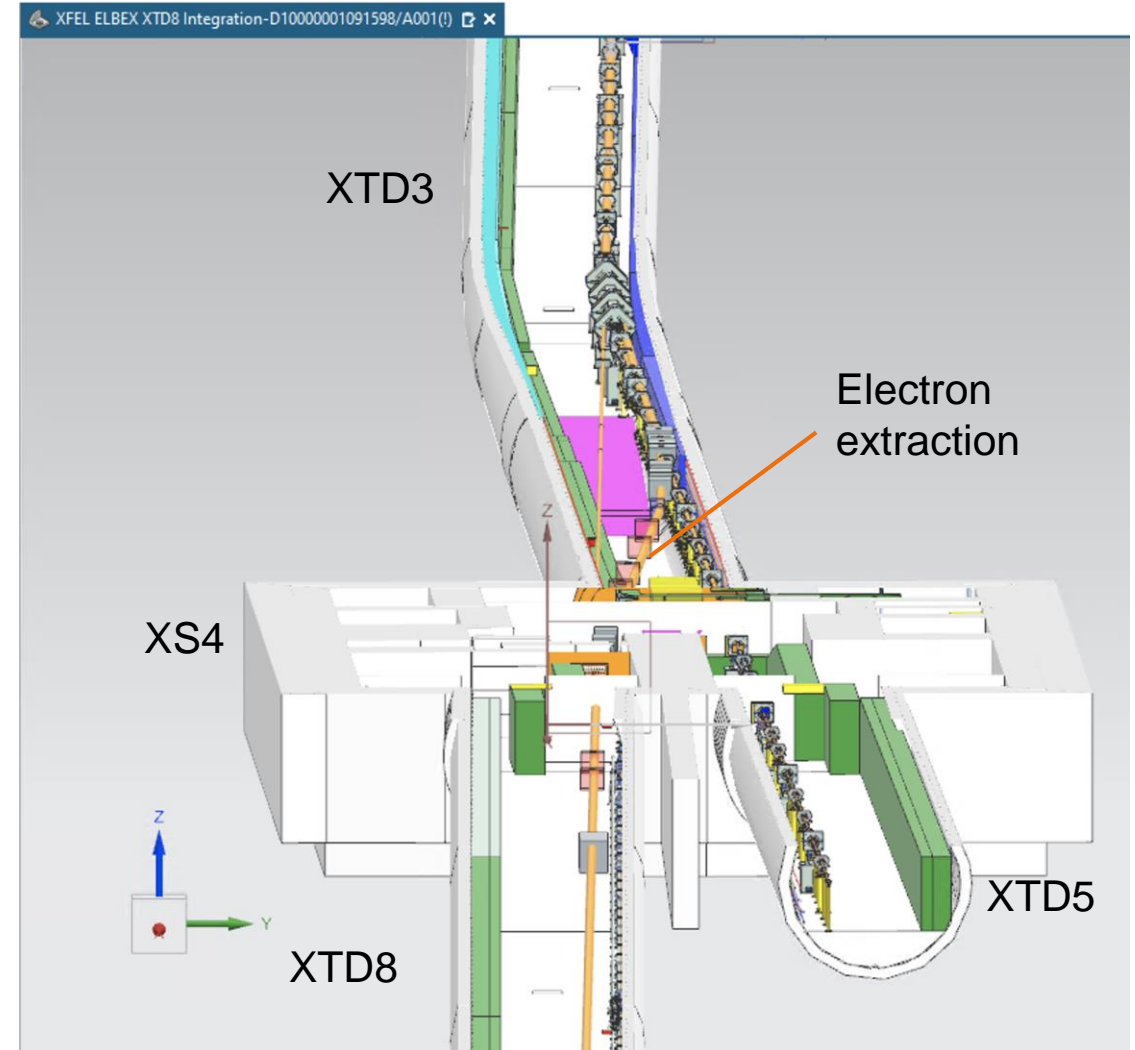 XFEL ELBEX XTD8 Integration-D10000001091598/A001(!)
XTD3
Electron
extraction
Z
XS4
Z
Y
XTD5
XTD8